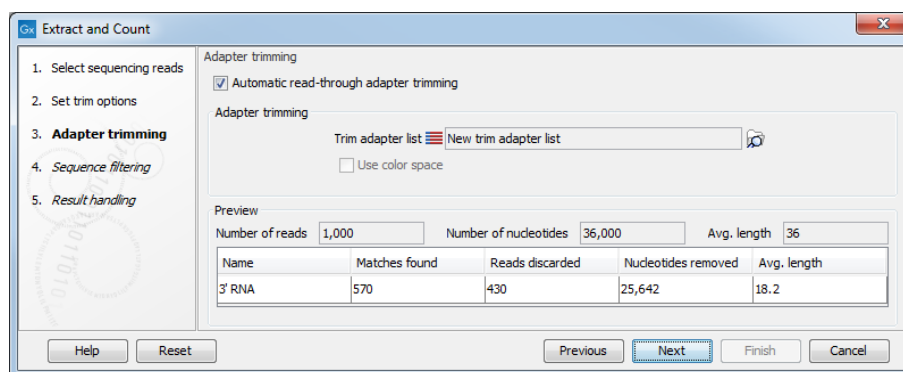 Gx Extract and Count X
1. Select sequencing reads
2. Set trim options
3. Adapter trimming
4. Sequence filtering
5. Result handling
Adapter trimming
Automatic read-through adapter trimming
Adapter trimming
Trim adapter list New trim adapter list
Use color space
Preview
Number of reads 1,000 Number of nucleotides 36,000 Avg. length 36
Name Matches found Reads discarded Nucleotides removed Avg. length
3' RNA 570 430 25,642 18.2
Help Reset Previous Next Finish Cancel